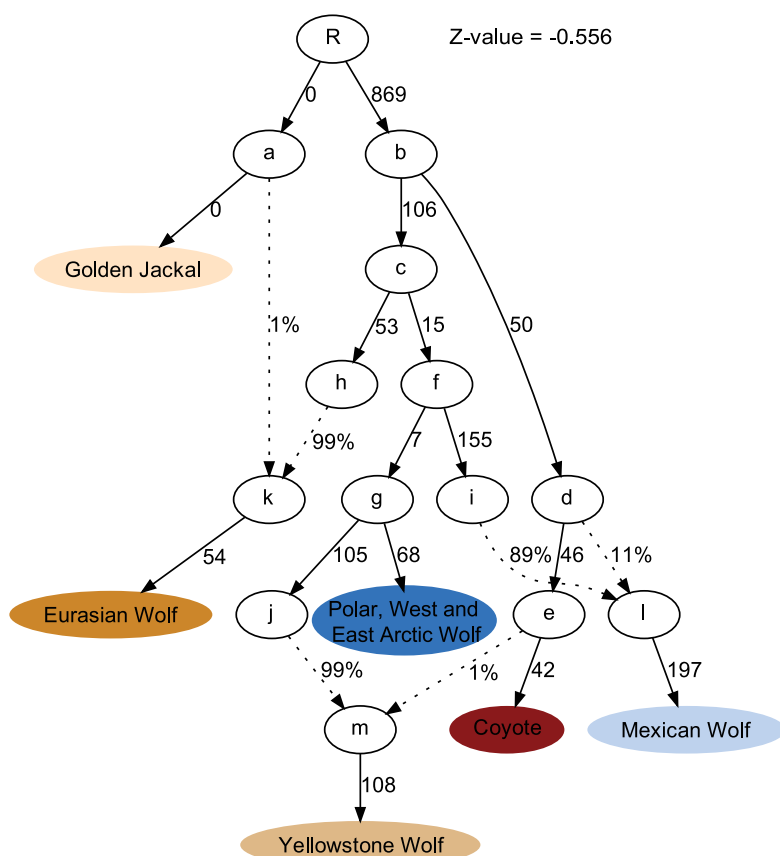 R
Z-value = -0.556
0
869
a
b
0
106
Golden Jackal
c
1%
53
15
50
h
f
99%
7
155
k
g
i
d
54
105
68
89%
46
11%
Eurasian Wolf
j
Polar, West and
East Arctic Wolf
e
l
99%
1%
42
197
m
Coyote
Mexican Wolf
108
Yellowstone Wolf